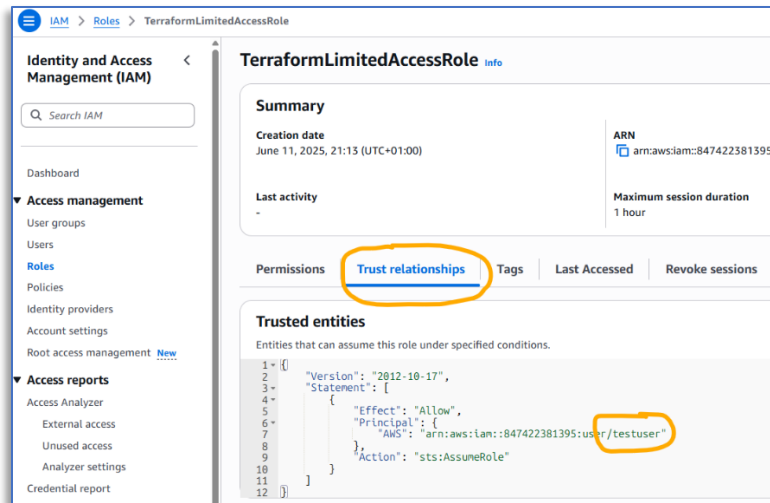 IAM > Roles > TerraformLimitedAccessRole
Identity and Access
Management (IAM)
Search IAM
Dashboard
Access management
User groups
Users
Roles
Policies
Identity providers
Account settings
Root access management New
Access reports
Access Analyzer
External access
Unused access
Analyzer settings
Credential report
TerraformLimitedAccessRole Info
Summary
Creation date
June 11, 2025, 21:13 (UTC+01:00)
ARN
arn:aws:iam::847422381395
Last activity
-
Maximum session duration
1 hour
Permissions Trust relationships Tags Last Accessed Revoke sessions
Trusted entities
Entities that can assume this role under specified conditions.
1 {
2 "Version": "2012-10-17",
3 "Statement": [
4 {
5 "Effect": "Allow",
6 "Principal": {
7 "AWS": "arn:aws:iam::847422381395:user/testuser"
8 },
9 "Action": "sts:AssumeRole"
10 }
11 ]
12 }